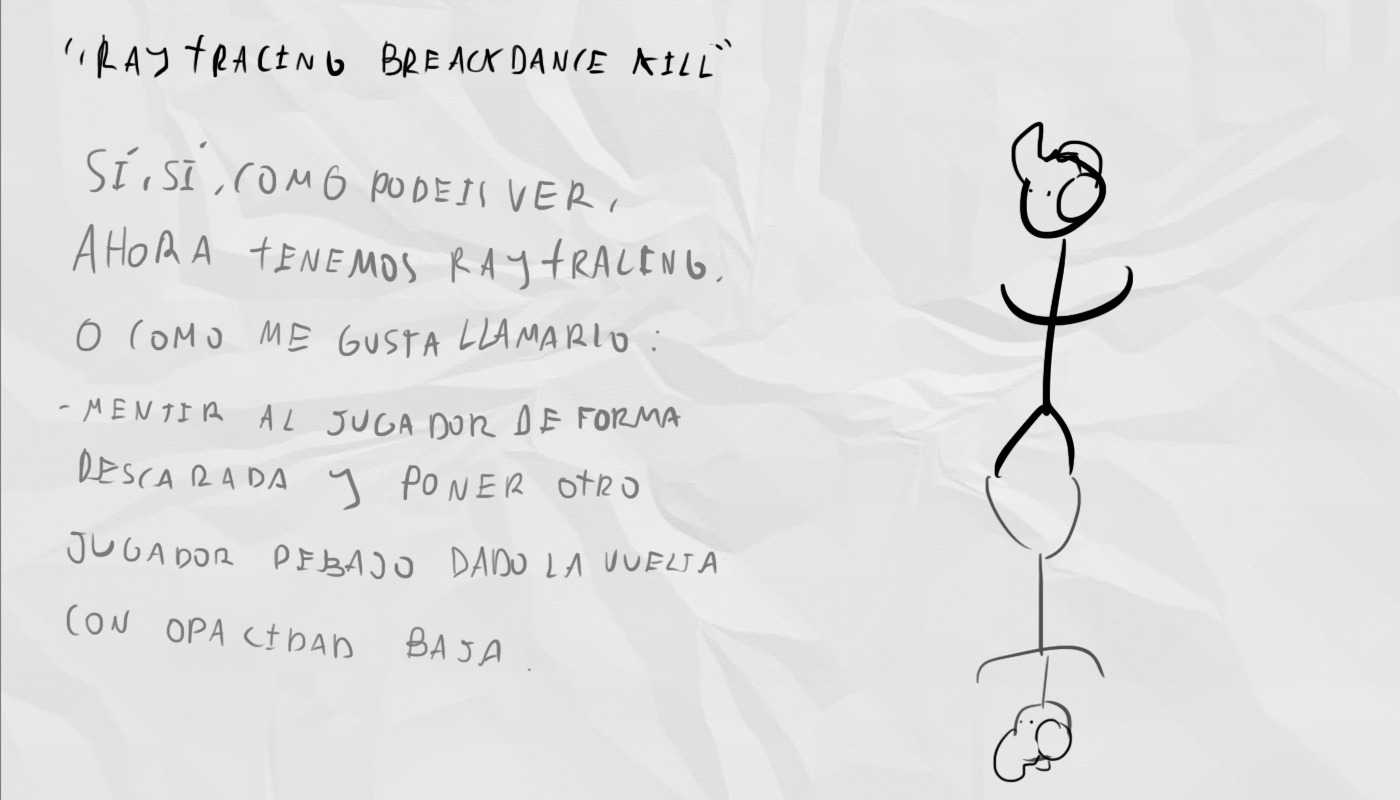 "RAYTRACING BREACKDANCE KILL"
SÍ, SÍ, COMO PODEIS VER,
AHORA TENEMOS RAYTRACING.
O COMO ME GUSTA LLAMARLO:
- MENTIR AL JUGADOR DE FORMA
DESCARADA Y PONER OTRO
JUGADOR DEBAJO DADO LA VUELTA
CON OPACIDAD BAJA.